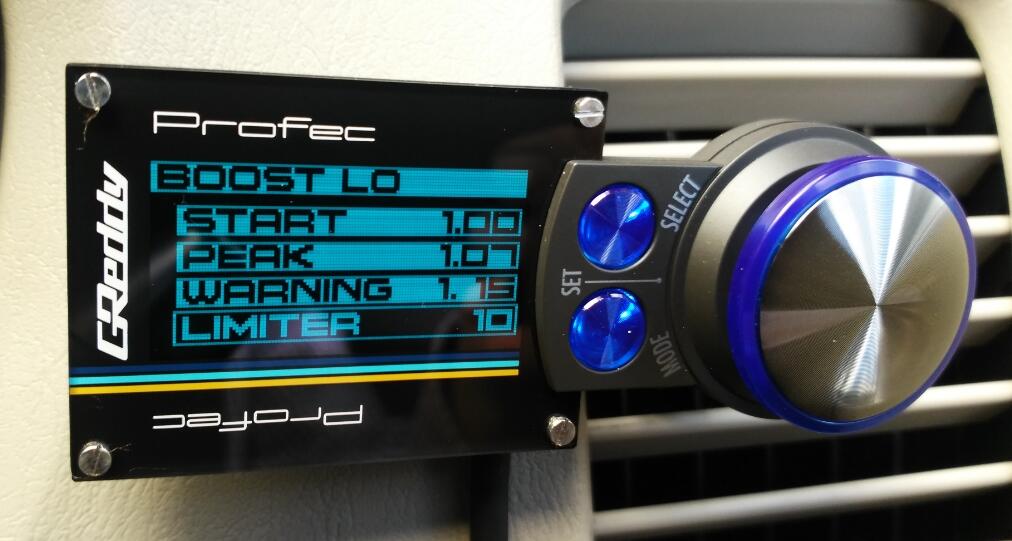 Profec
GReddy
BOOST LO
START 1.00
PEAK 1.07
WARNING 1.15
LIMITER 10
Profec
SELECT
SET
MODE